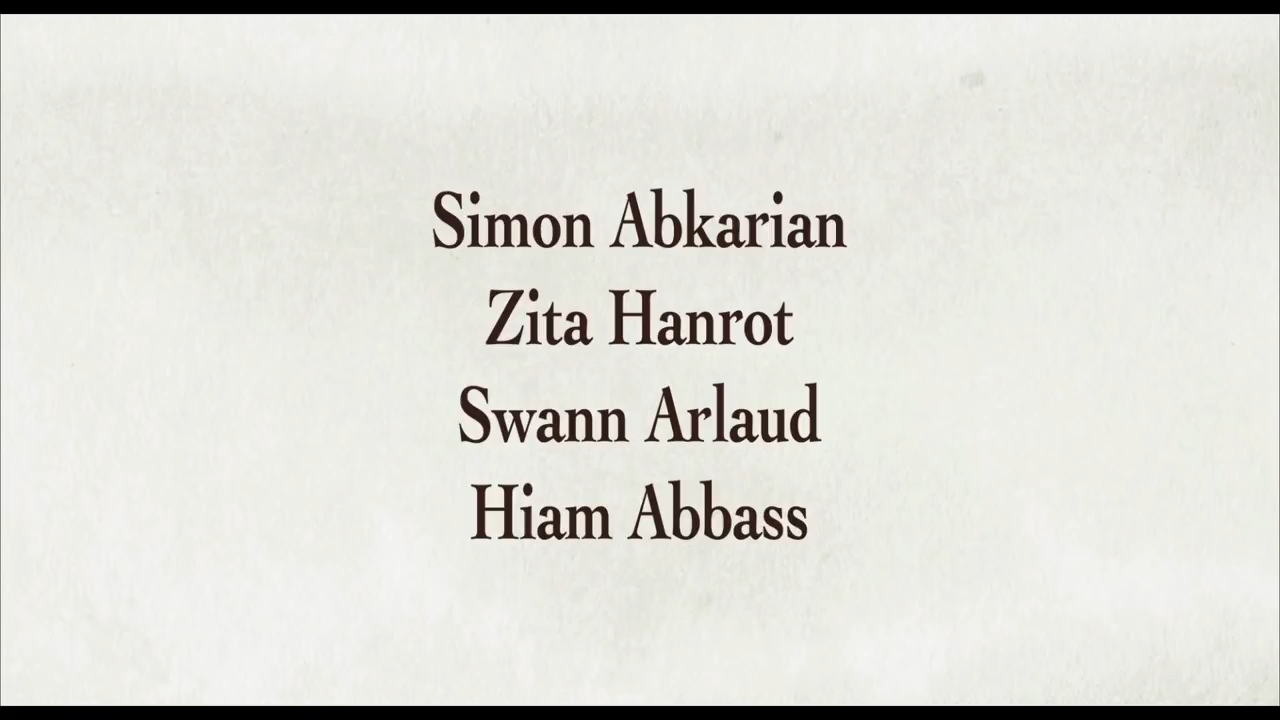 Simon Abkarian
Zita Hanrot
Swann Arlaud
Hiam Abbass